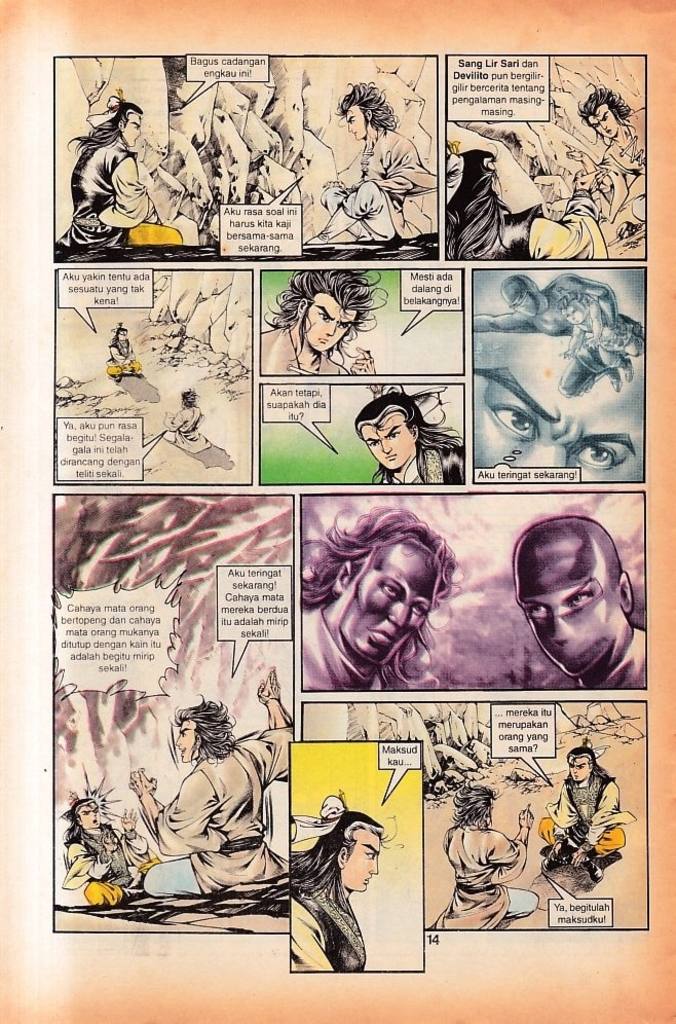 Bagus cadangan
engkau ini!
Aku rasa soal ini
harus kita kaji
bersama-sama
sekarang.
Sang Lir Sari dan
Devilito pun bergilir-
gilir bercerita tentang
pengalaman masing-
masing.
Aku yakin tentu ada
sesuatu yang tak
kena!
Ya, aku pun rasa
begitu! Segala-
gala ini telah
dirancang dengan
teliti sekali.
Mesti ada
dalang di
belakangnya!
Akan tetapi,
suapakah dia
itu?
Aku teringat sekarang!
Aku teringat
sekarang!
Cahaya mata
mereka berdua
itu adalah mirip
sekali!
Cahaya mata orang
bertopeng dan cahaya
mata orang mukanya
ditutup dengan kain itu
adalah begitu mirip
sekali!
Maksud
kau...
... mereka itu
merupakan
orang yang
sama?
Ya, begitulah
maksudku!
14